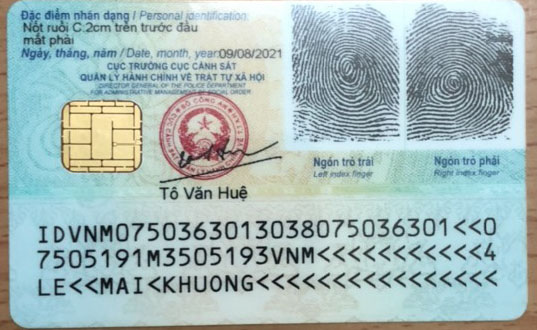 Đặc điểm nhân dạng / Personal identification:
Nốt ruồi C.2cm trên trước đầu
mắt phải
Ngày, tháng, năm / Date, month, year: 09/08/2021
CỤC TRƯỞNG CỤC CẢNH SÁT
QUẢN LÝ HÀNH CHÍNH VỀ TRẬT TỰ XÃ HỘI
DIRECTOR GENERAL OF THE POLICE DEPARTMENT
FOR ADMINISTRATIVE MANAGEMENT OF SOCIAL ORDER
BỘ CÔNG AN
Tô Văn Huệ
Ngón trỏ trái
Left index finger
Ngón trỏ phải
Right index finger
IDVNM0750363013038075036301<<0
7505191M3505193VNM<<<<<<<<<<<4
LE<<MAI<KHUONG<<<<<<<<<<<<<<<<